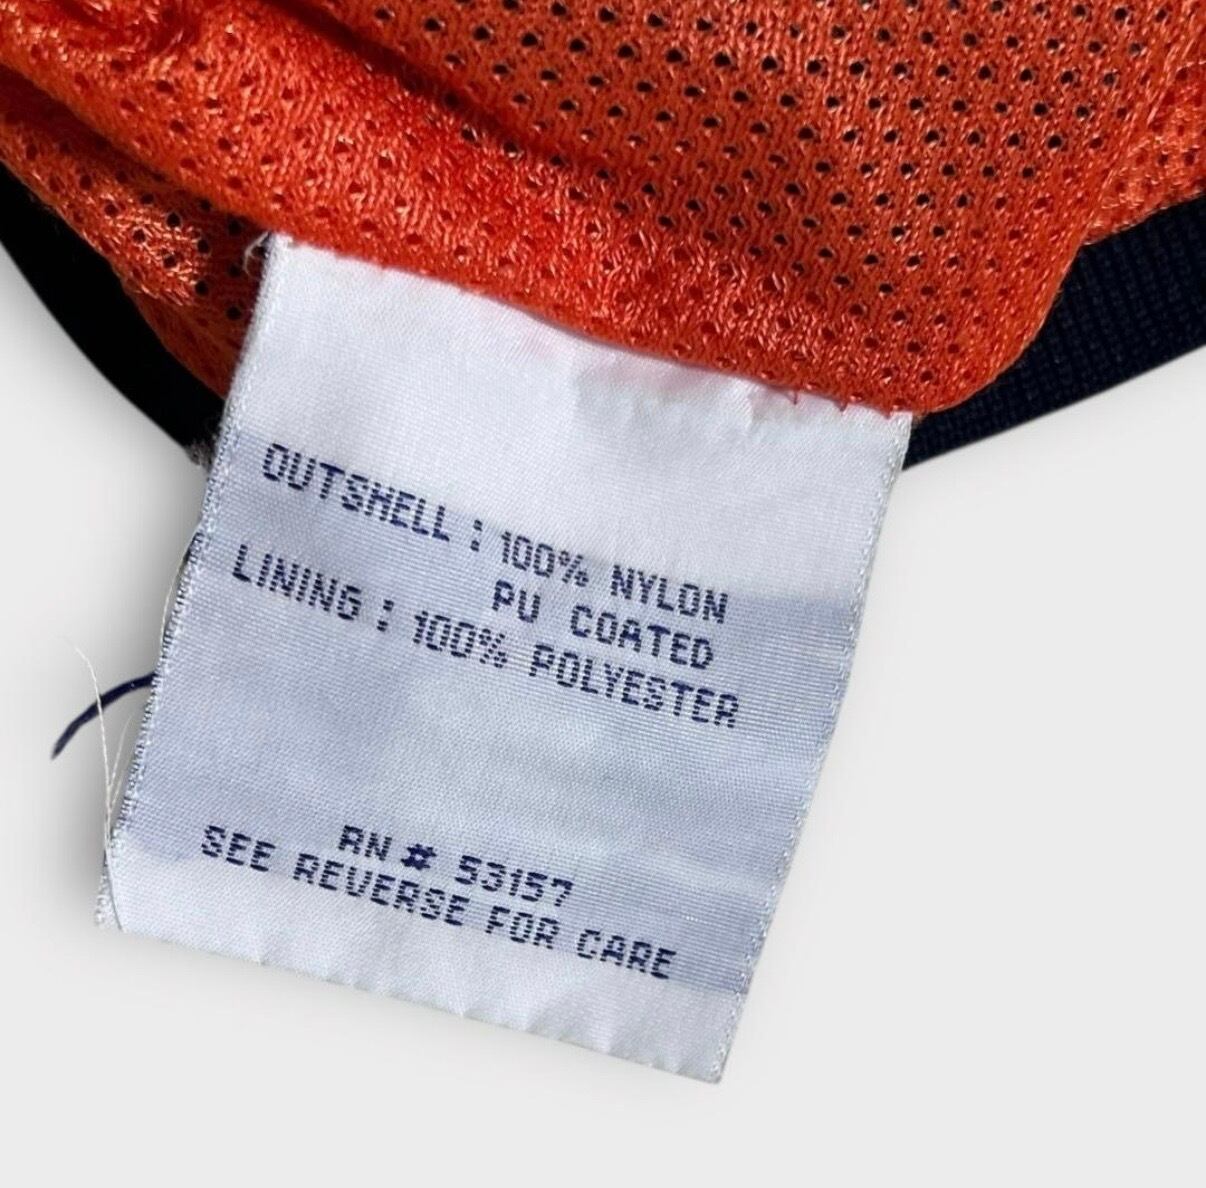 OUTSHELL : 100% NYLON
PU COATED
LINING : 100% POLYESTER
RN # 53157
SEE REVERSE FOR CARE